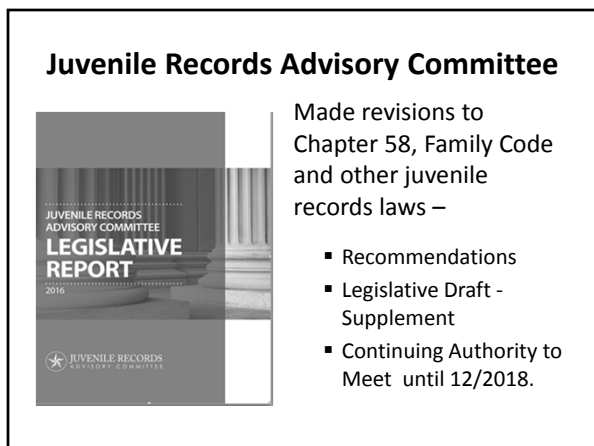 Juvenile Records Advisory Committee
JUVENILE RECORDS
ADVISORY COMMITTEE
LEGISLATIVE
REPORT
2016
JUVENILE RECORDS
ADVISORY COMMITTEE
Made revisions to
Chapter 58, Family Code
and other juvenile
records laws –
▪ Recommendations
▪ Legislative Draft -
Supplement
▪ Continuing Authority to
Meet until 12/2018.